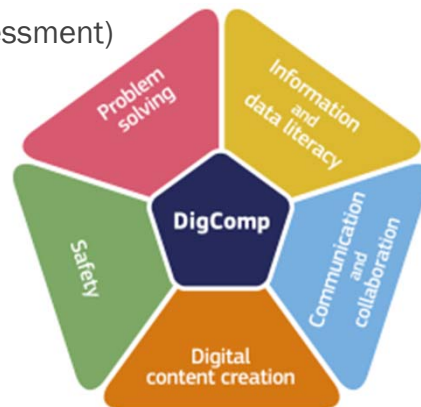 essment)
Problem
solving
Information
and
data literacy
DigComp
Safety
Communication
and
collaboration
Digital
content creation